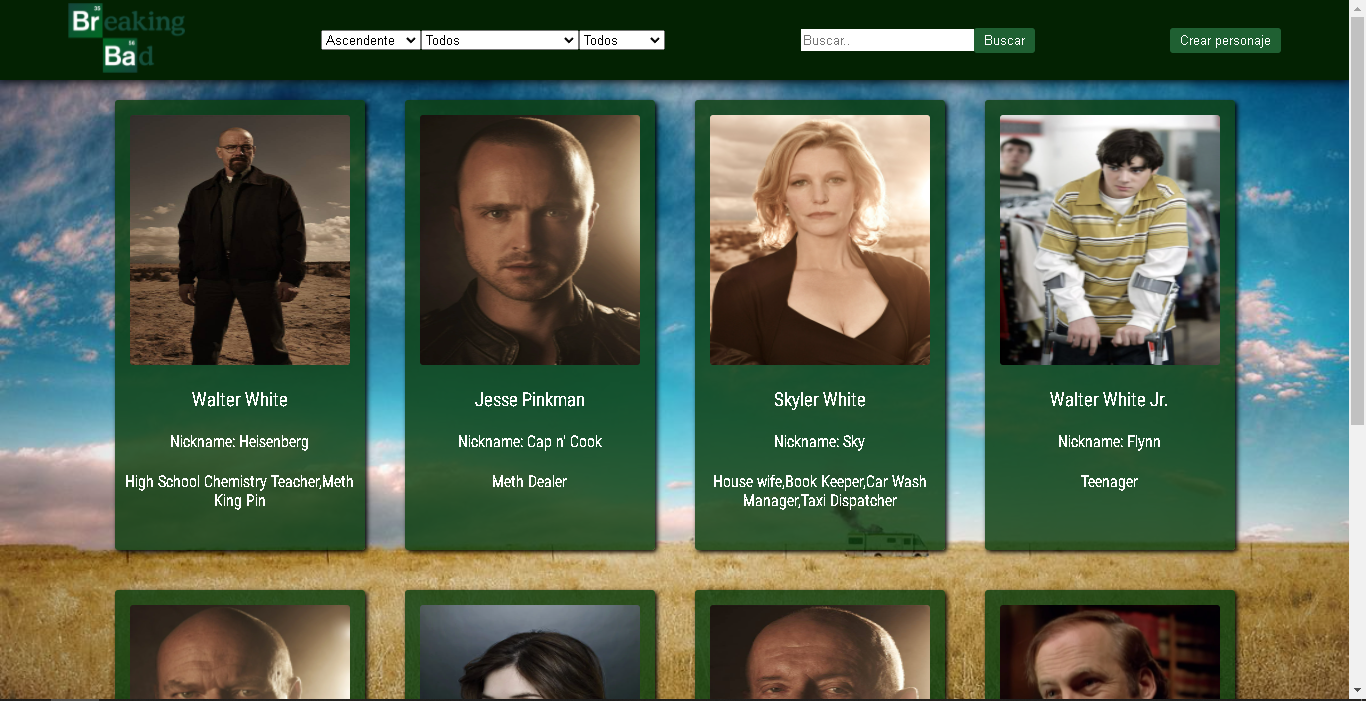 35
Breaking
56
Bad
Ascendente Todos Todos Buscar.. Buscar Crear personaje
Walter White
Nickname: Heisenberg
High School Chemistry Teacher,Meth
King Pin
Jesse Pinkman
Nickname: Cap n' Cook
Meth Dealer
Skyler White
Nickname: Sky
House wife,Book Keeper,Car Wash
Manager,Taxi Dispatcher
Walter White Jr.
Nickname: Flynn
Teenager